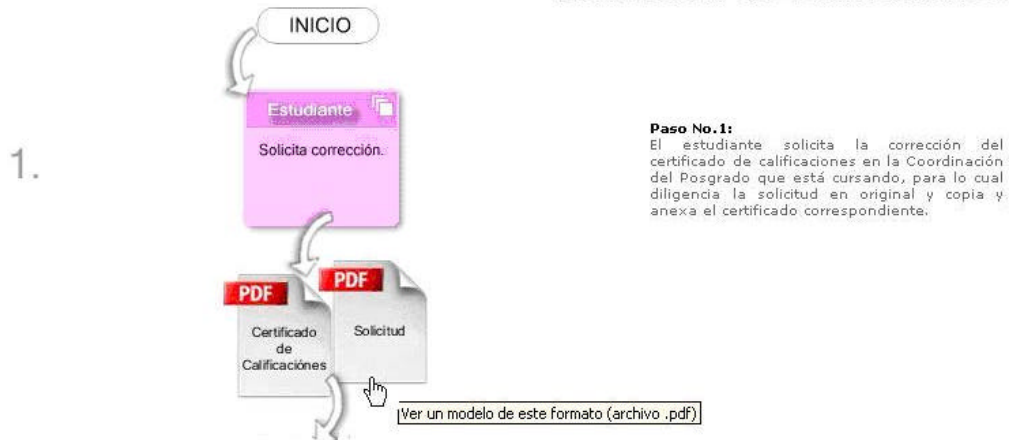 INICIO
1.
Estudiante
Solicita corrección.
Paso No.1:
El estudiante solicita la corrección del
certificado de calificaciones en la Coordinación
del Posgrado que está cursando, para lo cual
diligencia la solicitud en original y copia y
anexa el certificado correspondiente.
PDF
Certificado
de
Calificaciónes
PDF
Solicitud
Ver un modelo de este formato (archivo .pdf)